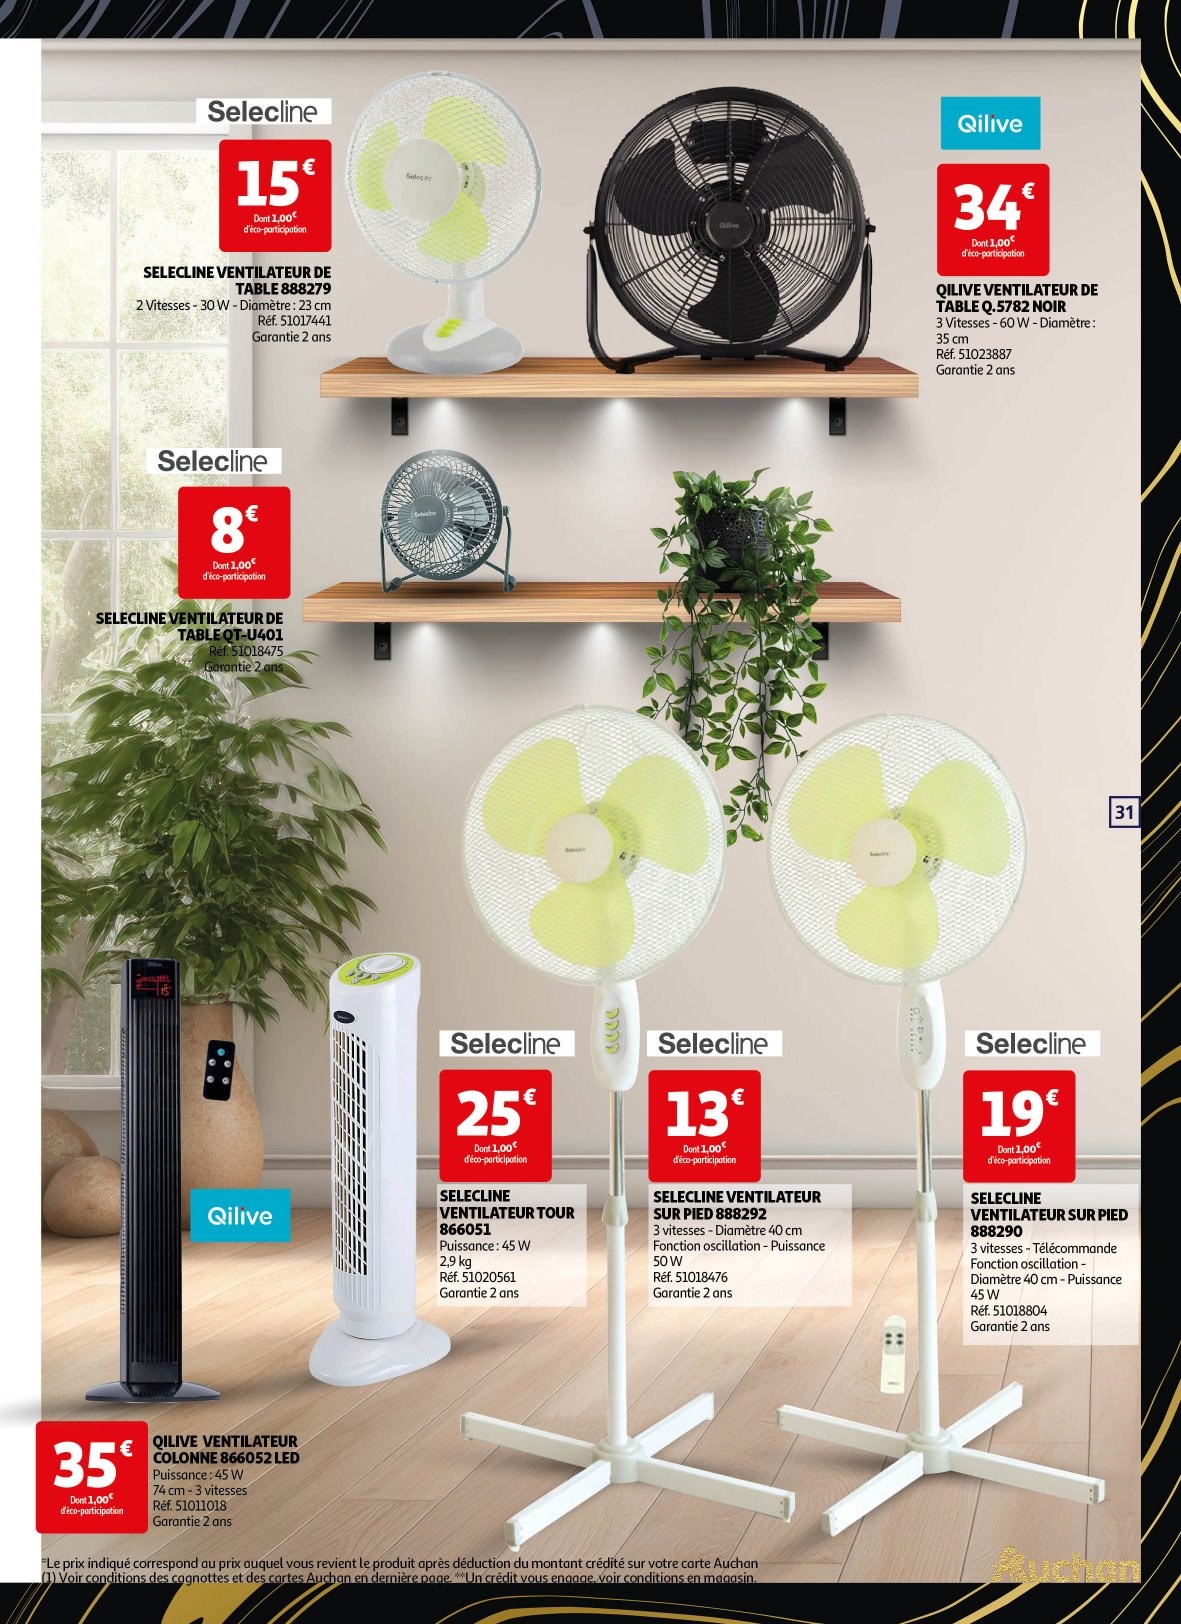 Selecline
15€
Dont 1,00€
d'éco-participation
SELECLINE VENTILATEUR DE
TABLE 888279
2 Vitesses - 30 W - Diamètre : 23 cm
Réf. 51017441
Garantie 2 ans
Selecline
Qilive
Qilive
34€
Dont 1,00€
d'éco-participation
QILIVE VENTILATEUR DE
TABLE Q.5782 NOIR
3 Vitesses - 60 W - Diamètre :
35 cm
Réf. 51023887
Garantie 2 ans
Selecline
8€
Dont 1,00€
d'éco-participation
SELECLINE VENTILATEUR DE
TABLE QT-U401
Réf. 51018475
Garantie 2 ans
Selecline
31
Selecline
Selecline
Selecline
25€
Dont 1,00€
d'éco-participation
SELECLINE
VENTILATEUR TOUR
866051
Puissance : 45 W
2,9 kg
Réf. 51020561
Garantie 2 ans
Selecline
13€
Dont 1,00€
d'éco-participation
SELECLINE VENTILATEUR
SUR PIED 888292
3 vitesses - Diamètre 40 cm
Fonction oscillation - Puissance
50 W
Réf. 51018476
Garantie 2 ans
Selecline
19€
Dont 1,00€
d'éco-participation
SELECLINE
VENTILATEUR SUR PIED
888290
3 vitesses - Télécommande
Fonction oscillation -
Diamètre 40 cm - Puissance
45 W
Réf. 51018804
Garantie 2 ans
Qilive
35€
Dont 1,00€
d'éco-participation
QILIVE VENTILATEUR
COLONNE 866052 LED
Puissance : 45 W
74 cm - 3 vitesses
Réf. 51011018
Garantie 2 ans
*Le prix indiqué correspond au prix auquel vous revient le produit après déduction du montant crédité sur votre carte Auchan
(1) Voir conditions des cagnottes et des cartes Auchan en dernière page. **Un crédit vous engage, voir conditions en magasin.
Auchan